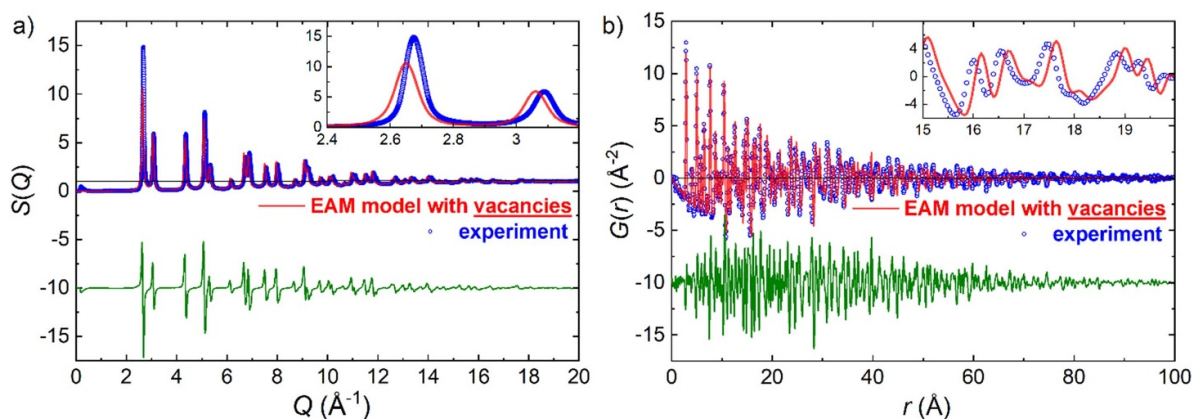 a)
S(Q)
15
10
5
0
-5
-10
-15
0 2 4 6 8 10 12 14 16 18 20
Q (Å⁻¹)
15
10
5
0
2.4 2.6 2.8 3
EAM model with vacancies
experiment
b)
G(r) (Å⁻²)
15
10
5
0
-5
-10
-15
0 20 40 60 80 100
r (Å)
4
0
-4
15 16 17 18 19
EAM model with vacancies
experiment